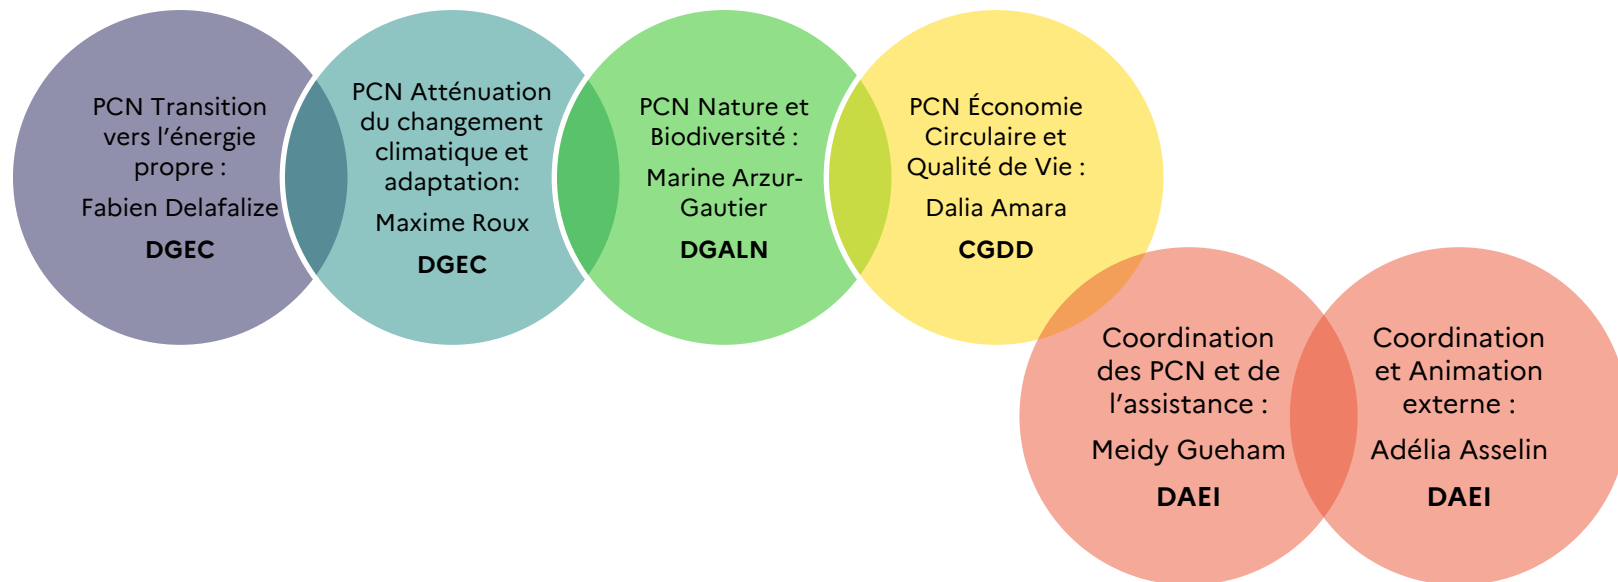 PCN Transition
vers l’énergie
propre :
Fabien Delafalize
DGEC
PCN Atténuation
du changement
climatique et
adaptation:
Maxime Roux
DGEC
PCN Nature et
Biodiversité :
Marine Arzur-
Gautier
DGALN
PCN Économie
Circulaire et
Qualité de Vie :
Dalia Amara
CGDD
Coordination
des PCN et de
l’assistance :
Meidy Gueham
DAEI
Coordination
et Animation
externe :
Adélia Asselin
DAEI